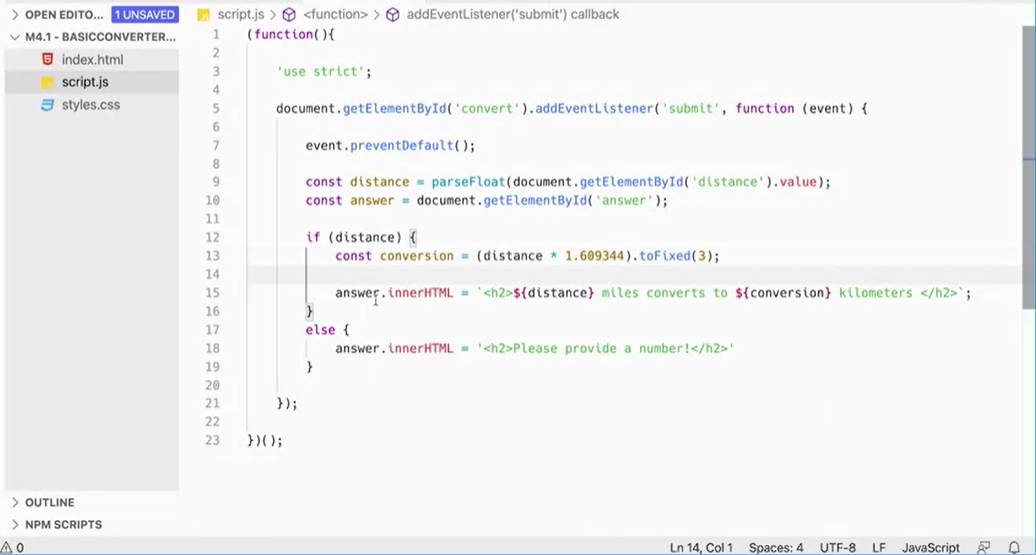 OPEN EDITO... 1 UNSAVED
M4.1 - BASICCONVERTER...
index.html
script.js
styles.css
OUTLINE
NPM SCRIPTS
script.js > <function> > addEventListener('submit') callback
1 (function(){
2
3 'use strict';
4
5 document.getElementById('convert').addEventListener('submit', function (event) {
6
7 event.preventDefault();
8
9 const distance = parseFloat(document.getElementById('distance').value);
10 const answer = document.getElementById('answer');
11
12 if (distance) {
13 const conversion = (distance * 1.609344).toFixed(3);
14
15 answer.innerHTML = `<h2>${distance} miles converts to ${conversion} kilometers </h2>`;
16 }
17 else {
18 answer.innerHTML = '<h2>Please provide a number!</h2>'
19 }
20
21 });
22
23 })();
0
Ln 14, Col 1 Spaces: 4 UTF-8 LF JavaScript